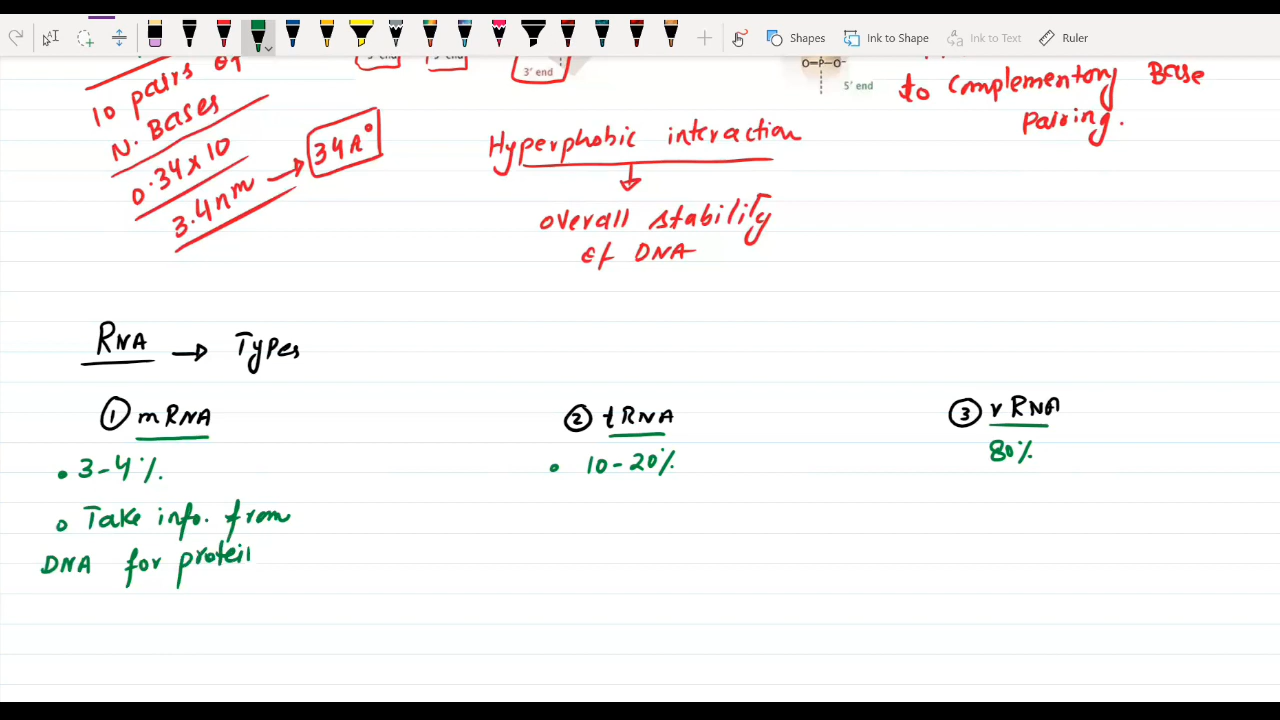 Shapes
Ink to Shape
Ink to Text
Ruler
10 pairs of
N. Bases
0.34 x 10
3.4nm → 34A°
3' end
O=P-O-
5' end
to complementory Base
pairing.
Hyperphobic interaction
overall stability
of DNA
RNA → Types
① mRNA
② tRNA
③ rRNA
• 3-4%
• 10-20%
80%
• Take info. from
DNA for protein